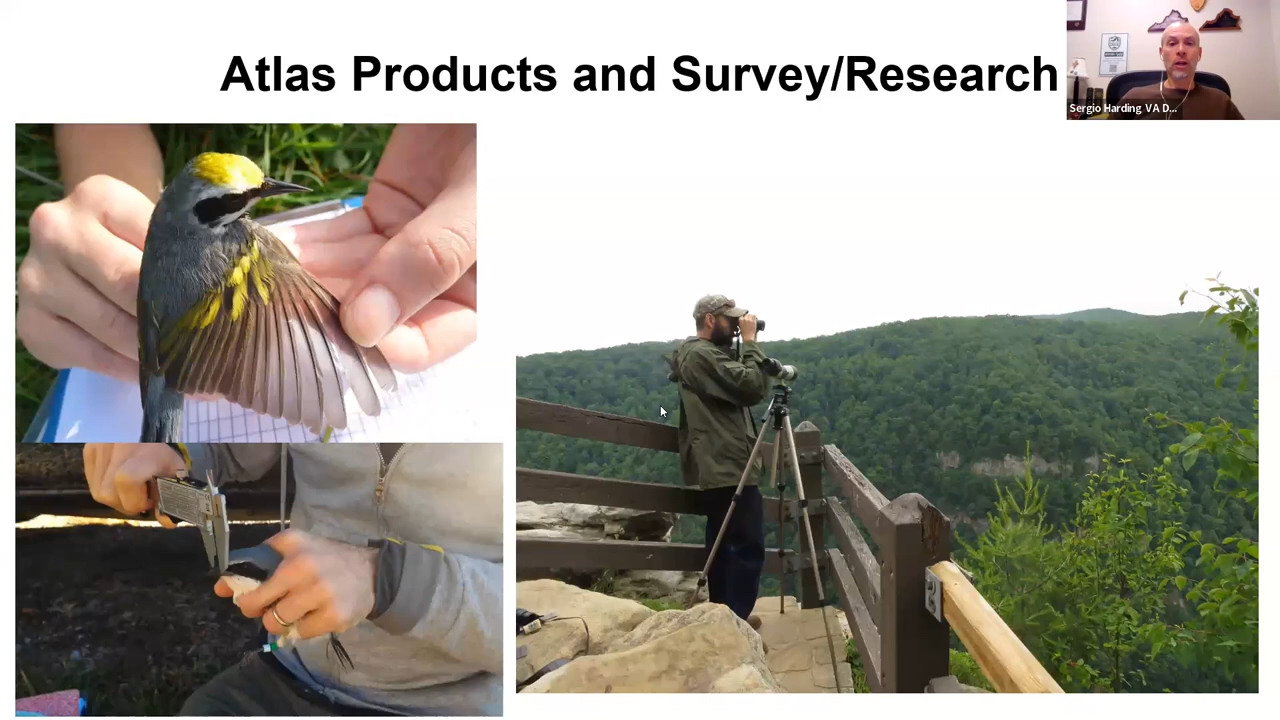 Atlas Products and Survey/Research
Sergio Harding VA D...